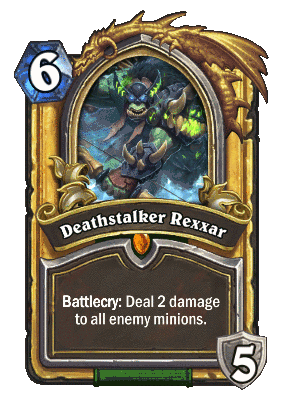 6
Deathstalker Rexxar
Battlecry: Deal 2 damage
to all enemy minions.
5